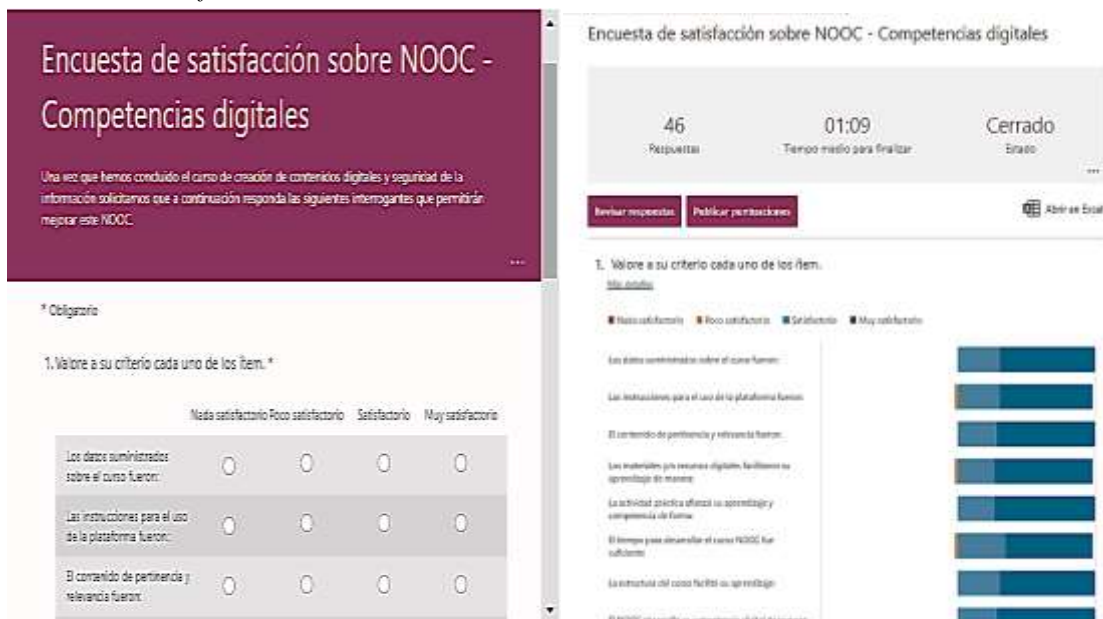 Encuesta de satisfacción sobre NOOC -
Competencias digitales
Una vez que hemos concluido el curso de creación de contenidos digitales y seguridad de la
información solicitamos que a continuación responda las siguientes interrogantes que permitirán
mejorar este NOOC.
* Obligatorio
1. Valore a su criterio cada uno de los ítem. *
Nada satisfactorio Poco satisfactorio Satisfactorio Muy satisfactorio
Los datos suministrados
sobre el curso fueron:
Las instrucciones para el uso
de la plataforma fueron:
El contenido de pertinencia y
relevancia fueron:
Encuesta de satisfacción sobre NOOC - Competencias digitales
46
Respuestas
01:09
Tiempo medio para finalizar
Cerrado
Estado
Revisar respuestas
Publicar puntuaciones
Abrir en Excel
1. Valore a su criterio cada uno de los ítem.
Más detalles
Nada satisfactorio Poco satisfactorio Satisfactorio Muy satisfactorio
Los datos suministrados sobre el curso fueron:
Las instrucciones para el uso de la plataforma fueron:
El contenido de pertinencia y relevancia fueron:
Los materiales y/o recursos digitales facilitaron su
aprendizaje de manera:
La actividad práctica afianzó su aprendizaje y
competencia de forma:
El tiempo para desarrollar el curso NOOC fue
suficiente:
La estructura del curso facilitó su aprendizaje: